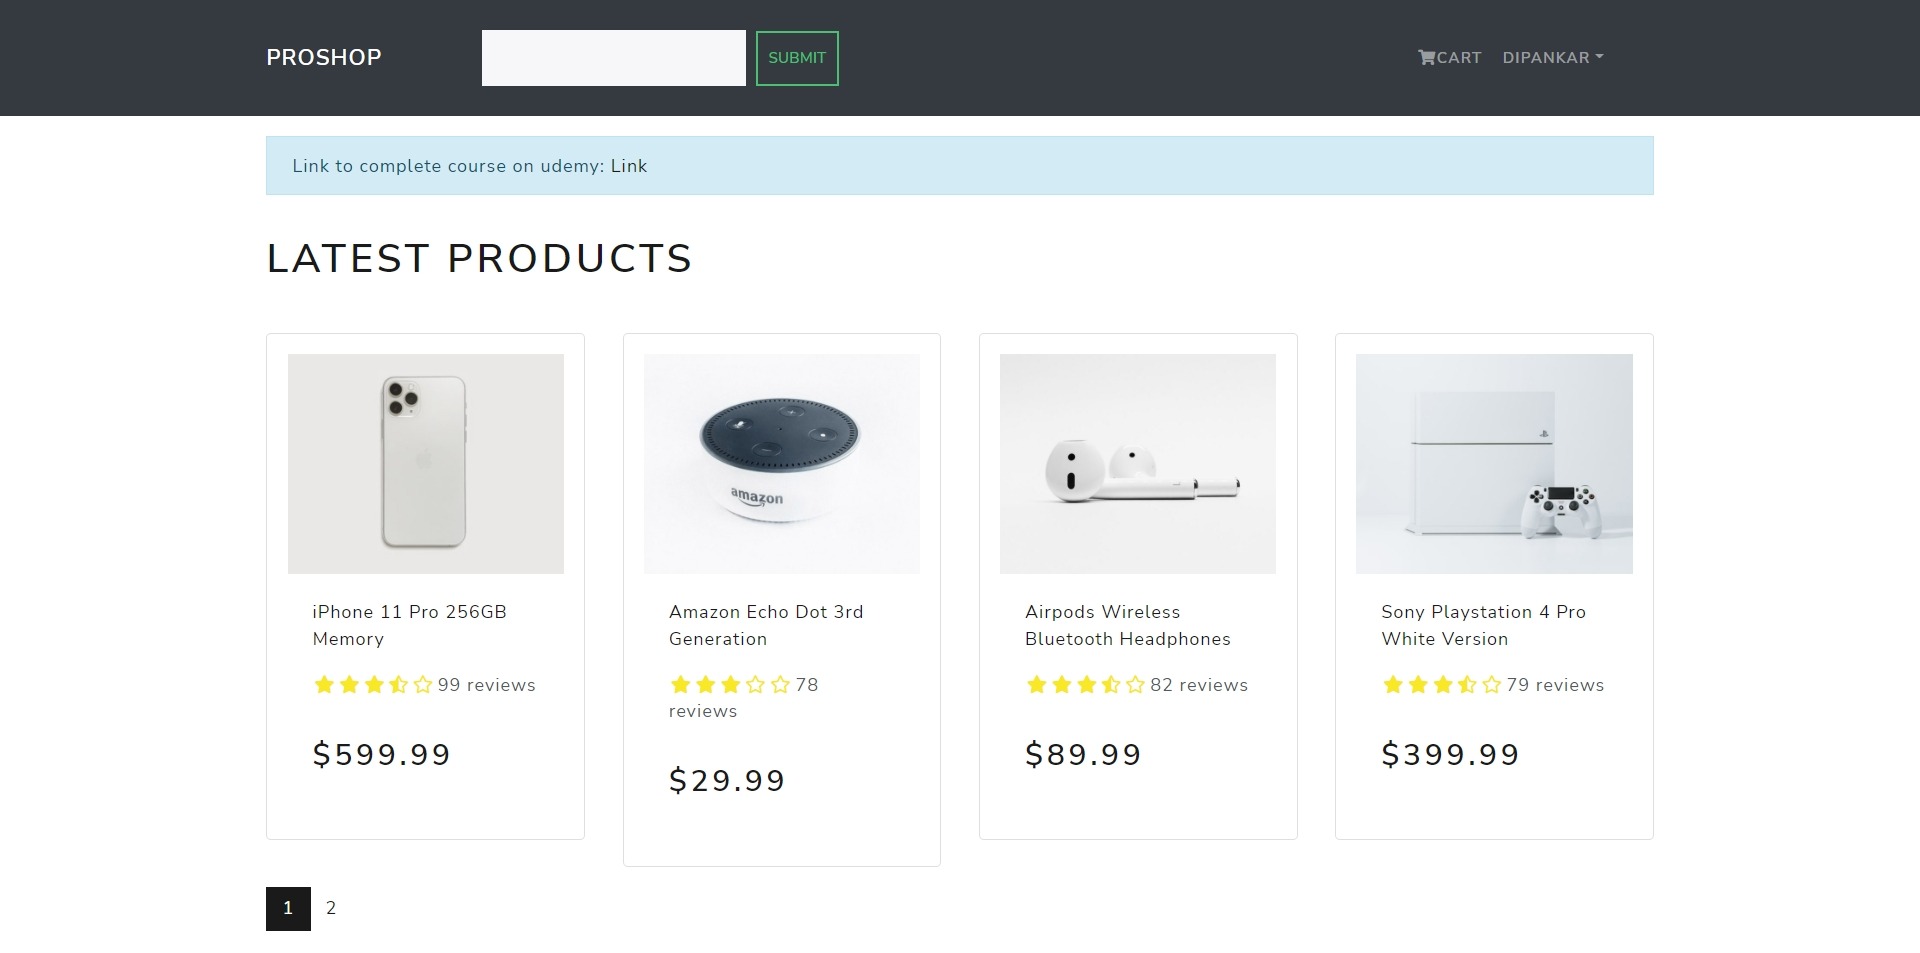 PROSHOP
SUBMIT
CART
DIPANKAR
Link to complete course on udemy: Link
LATEST PRODUCTS
amazon
iPhone 11 Pro 256GB
Memory
99 reviews
$599.99
Amazon Echo Dot 3rd
Generation
78
reviews
$29.99
Airpods Wireless
Bluetooth Headphones
82 reviews
$89.99
Sony Playstation 4 Pro
White Version
79 reviews
$399.99
1
2